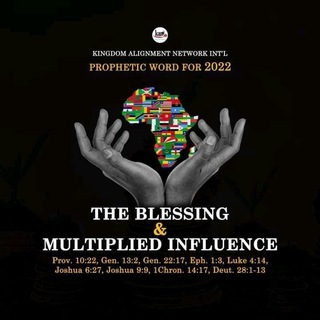 KINGDOM ALIGNMENT NETWORK INT'L
PROPHETIC WORD FOR 2022
THE BLESSING
&
MULTIPLIED INFLUENCE
Prov. 10:22, Gen. 13:2, Gen. 22:17, Eph. 1:3, Luke 4:14,
Joshua 6:27, Joshua 9:9, 1Chron. 14:17, Deut. 28:1-13